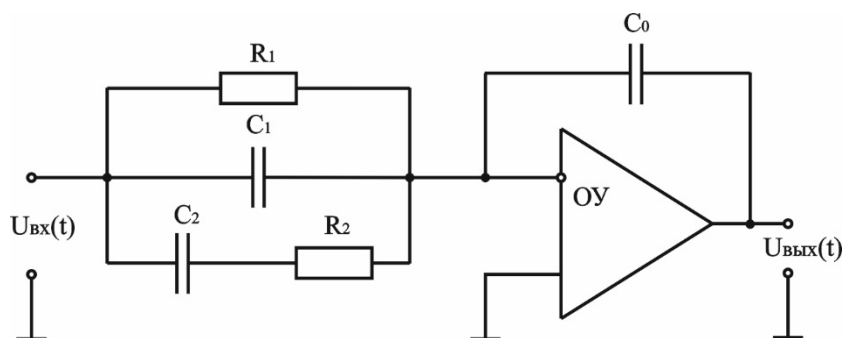 C₀
R₁
C₁
C₂
R₂
ОУ
Uвх(t)
Uвых(t)